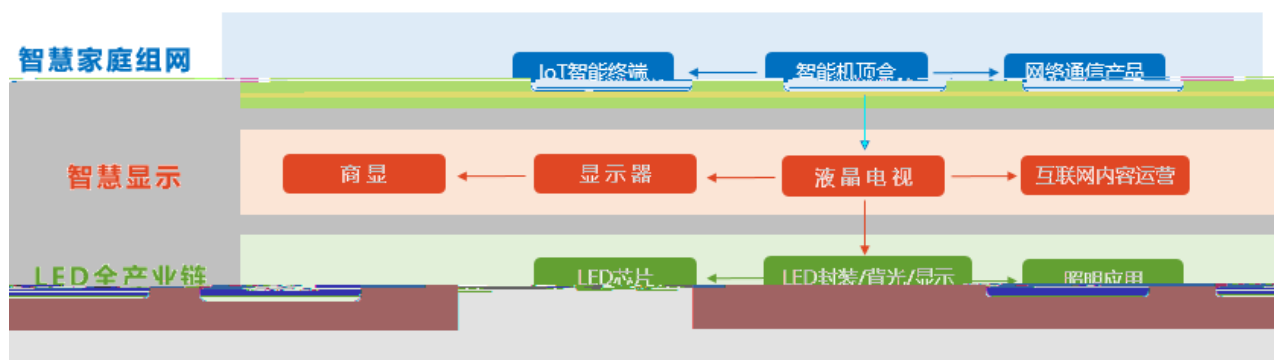 智慧家庭组网
IoT智能终端
智能机顶盒
网络通信产品
智慧显示
商显
显示器
液晶电视
互联网内容运营
LED全产业链
LED芯片
LED封装/背光/显示
照明应用